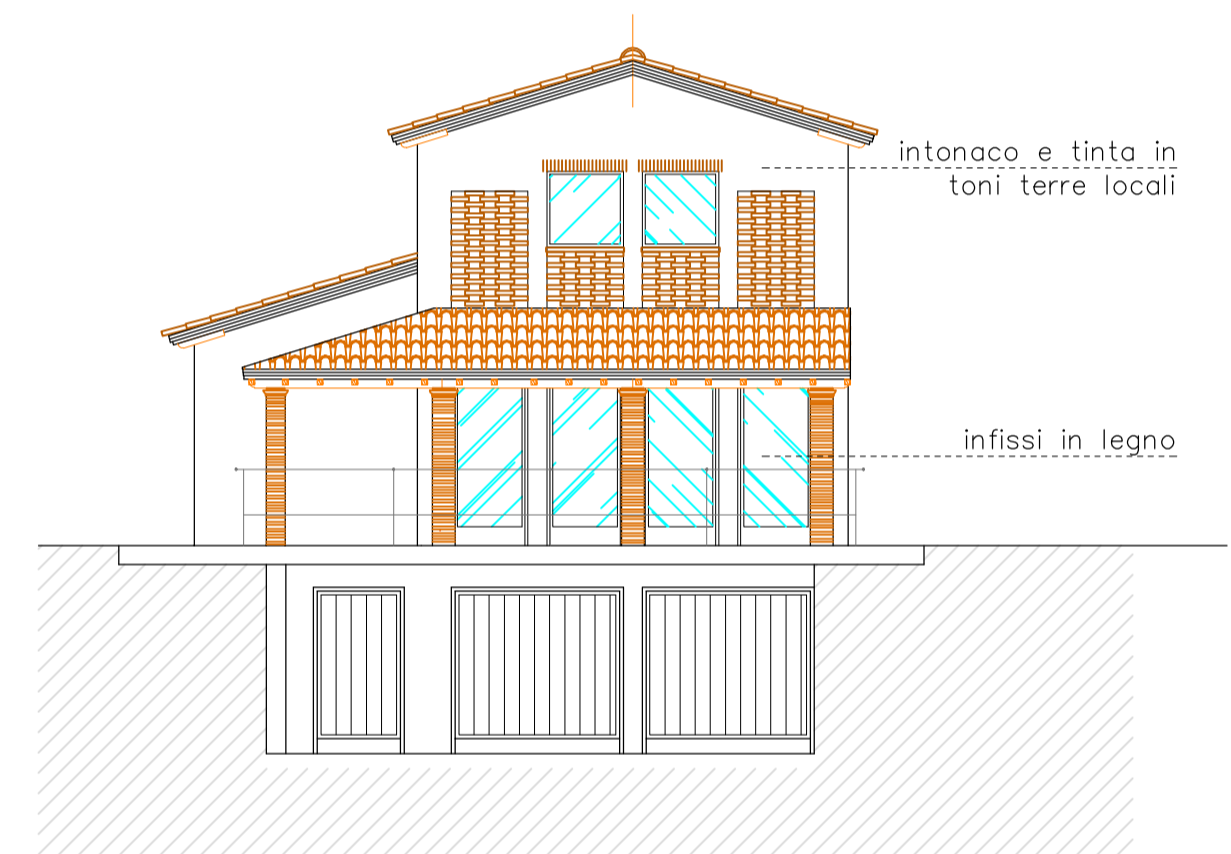 intonaco e tinta in
toni terre locali
infissi in legno